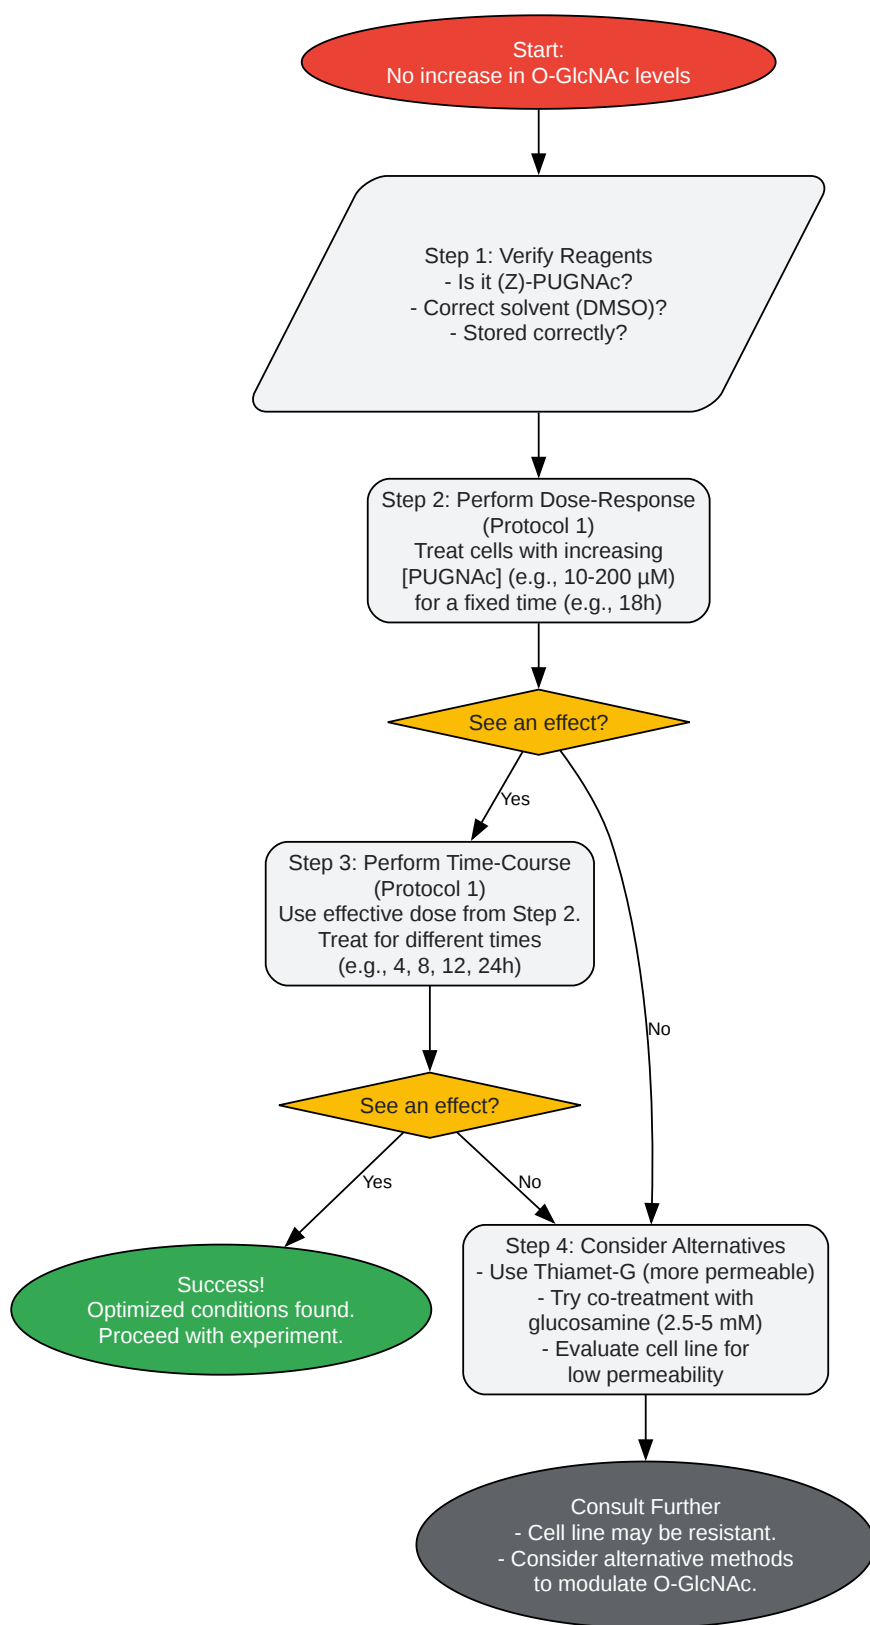 Start:
No increase in O-GlcNAc levels
Step 1: Verify Reagents
- Is it (Z)-PUGNAc?
- Correct solvent (DMSO)?
- Stored correctly?
Step 2: Perform Dose-Response
(Protocol 1)
Treat cells with increasing
[PUGNAc] (e.g., 10-200 µM)
for a fixed time (e.g., 18h)
See an effect?
Yes
No
Step 3: Perform Time-Course
(Protocol 1)
Use effective dose from Step 2.
Treat for different times
(e.g., 4, 8, 12, 24h)
See an effect?
Yes
No
Success!
Optimized conditions found.
Proceed with experiment.
Step 4: Consider Alternatives
- Use Thiamet-G (more permeable)
- Try co-treatment with
glucosamine (2.5-5 mM)
- Evaluate cell line for
low permeability
Consult Further
- Cell line may be resistant.
- Consider alternative methods
to modulate O-GlcNAc.